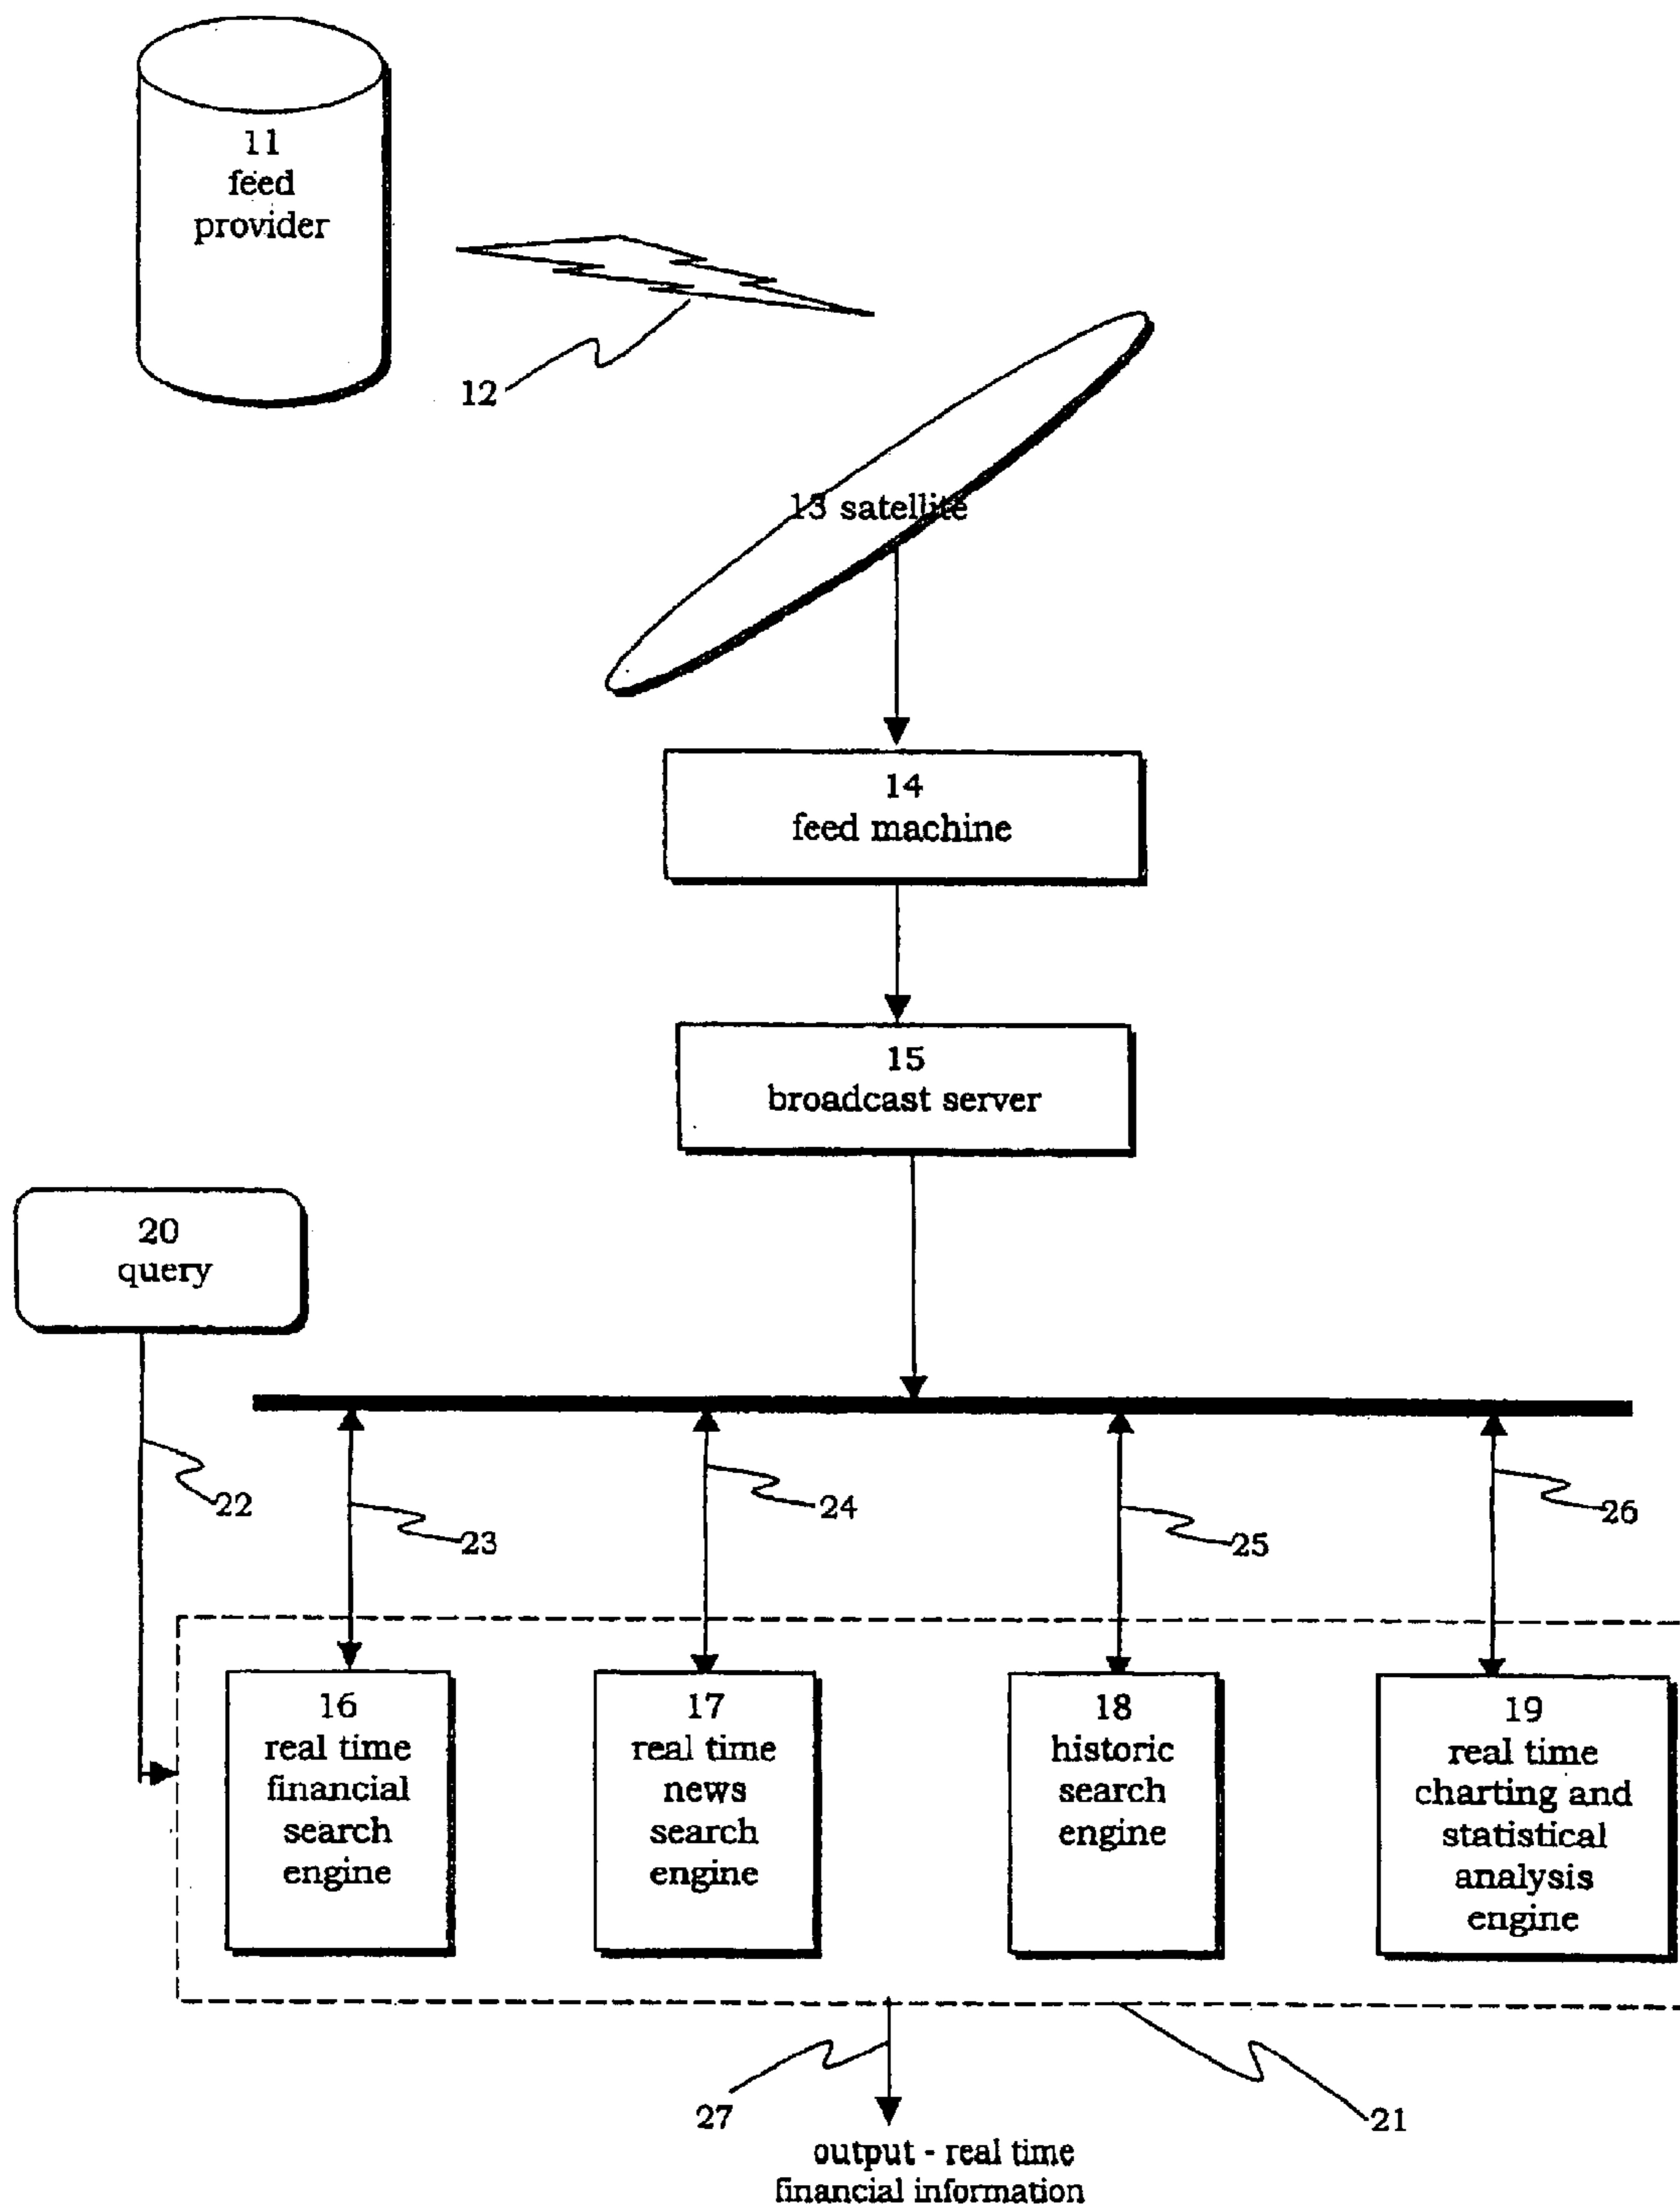 11
feed
provider
12
13 satellite
14
feed machine
15
broadcast server
20
query
22
23
24
25
26
16
real time
financial
search
engine
17
real time
news
search
engine
18
historic
search
engine
19
real time
charting and
statistical
analysis
engine
27
21
output - real time
financial information